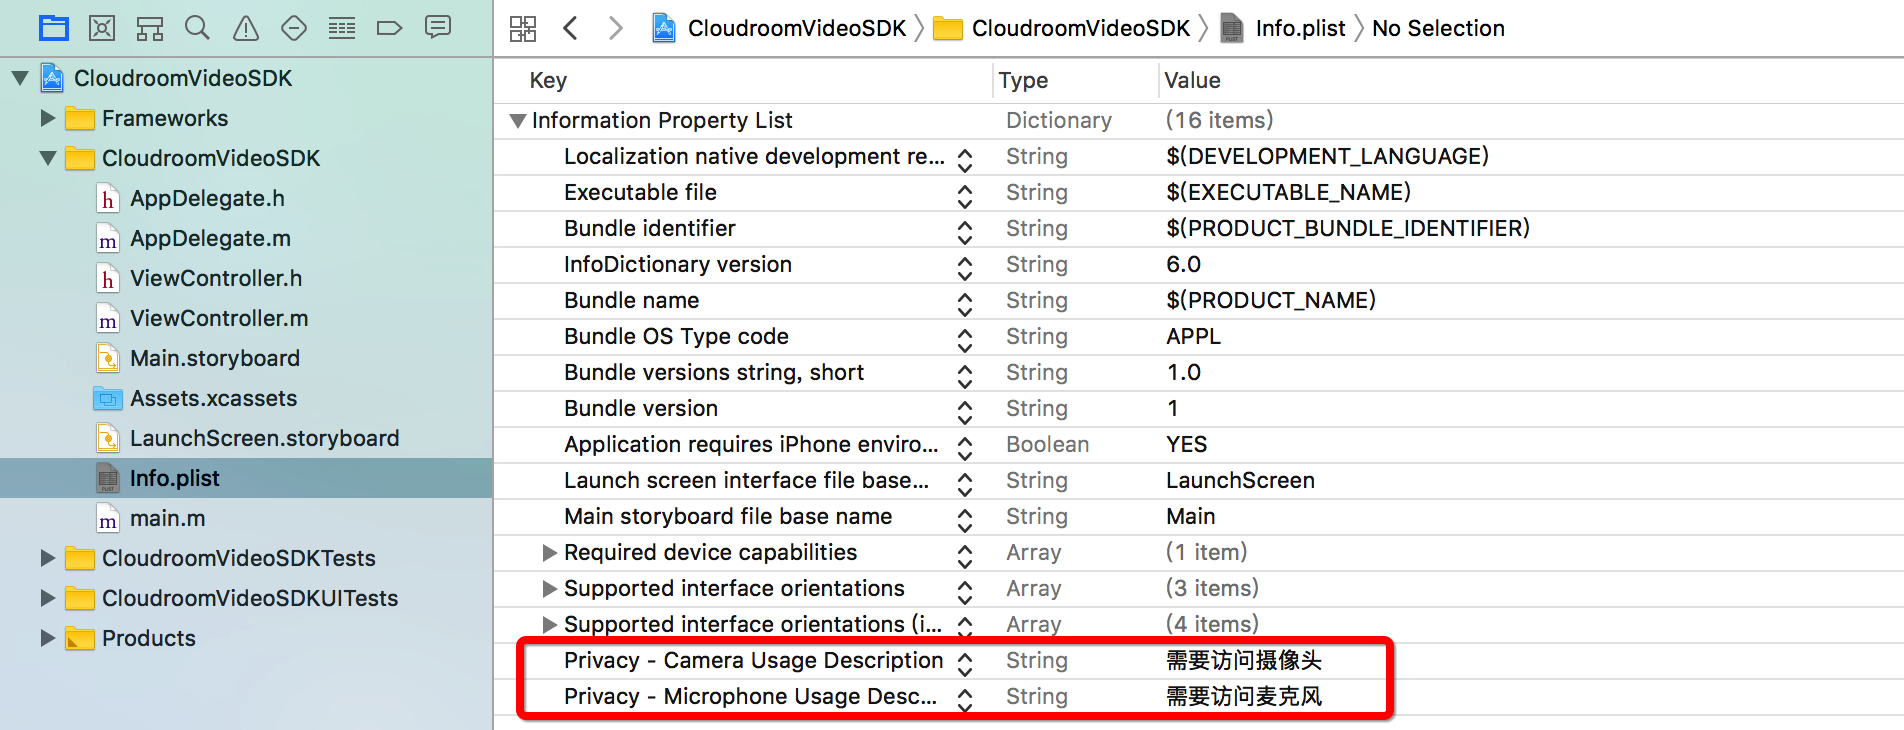 CloudroomVideoSDK
Frameworks
CloudroomVideoSDK
h AppDelegate.h
m AppDelegate.m
h ViewController.h
m ViewController.m
Main.storyboard
Assets.xcassets
LaunchScreen.storyboard
Info.plist
m main.m
CloudroomVideoSDKTests
CloudroomVideoSDKUITests
Products
CloudroomVideoSDK CloudroomVideoSDK Info.plist No Selection
Key Type Value
Information Property List Dictionary (16 items)
Localization native development re... String $(DEVELOPMENT_LANGUAGE)
Executable file String $(EXECUTABLE_NAME)
Bundle identifier String $(PRODUCT_BUNDLE_IDENTIFIER)
InfoDictionary version String 6.0
Bundle name String $(PRODUCT_NAME)
Bundle OS Type code String APPL
Bundle versions string, short String 1.0
Bundle version String 1
Application requires iPhone enviro... Boolean YES
Launch screen interface file base... String LaunchScreen
Main storyboard file base name String Main
Required device capabilities Array (1 item)
Supported interface orientations Array (3 items)
Supported interface orientations (i... Array (4 items)
Privacy - Camera Usage Description String 需要访问摄像头
Privacy - Microphone Usage Desc... String 需要访问麦克风